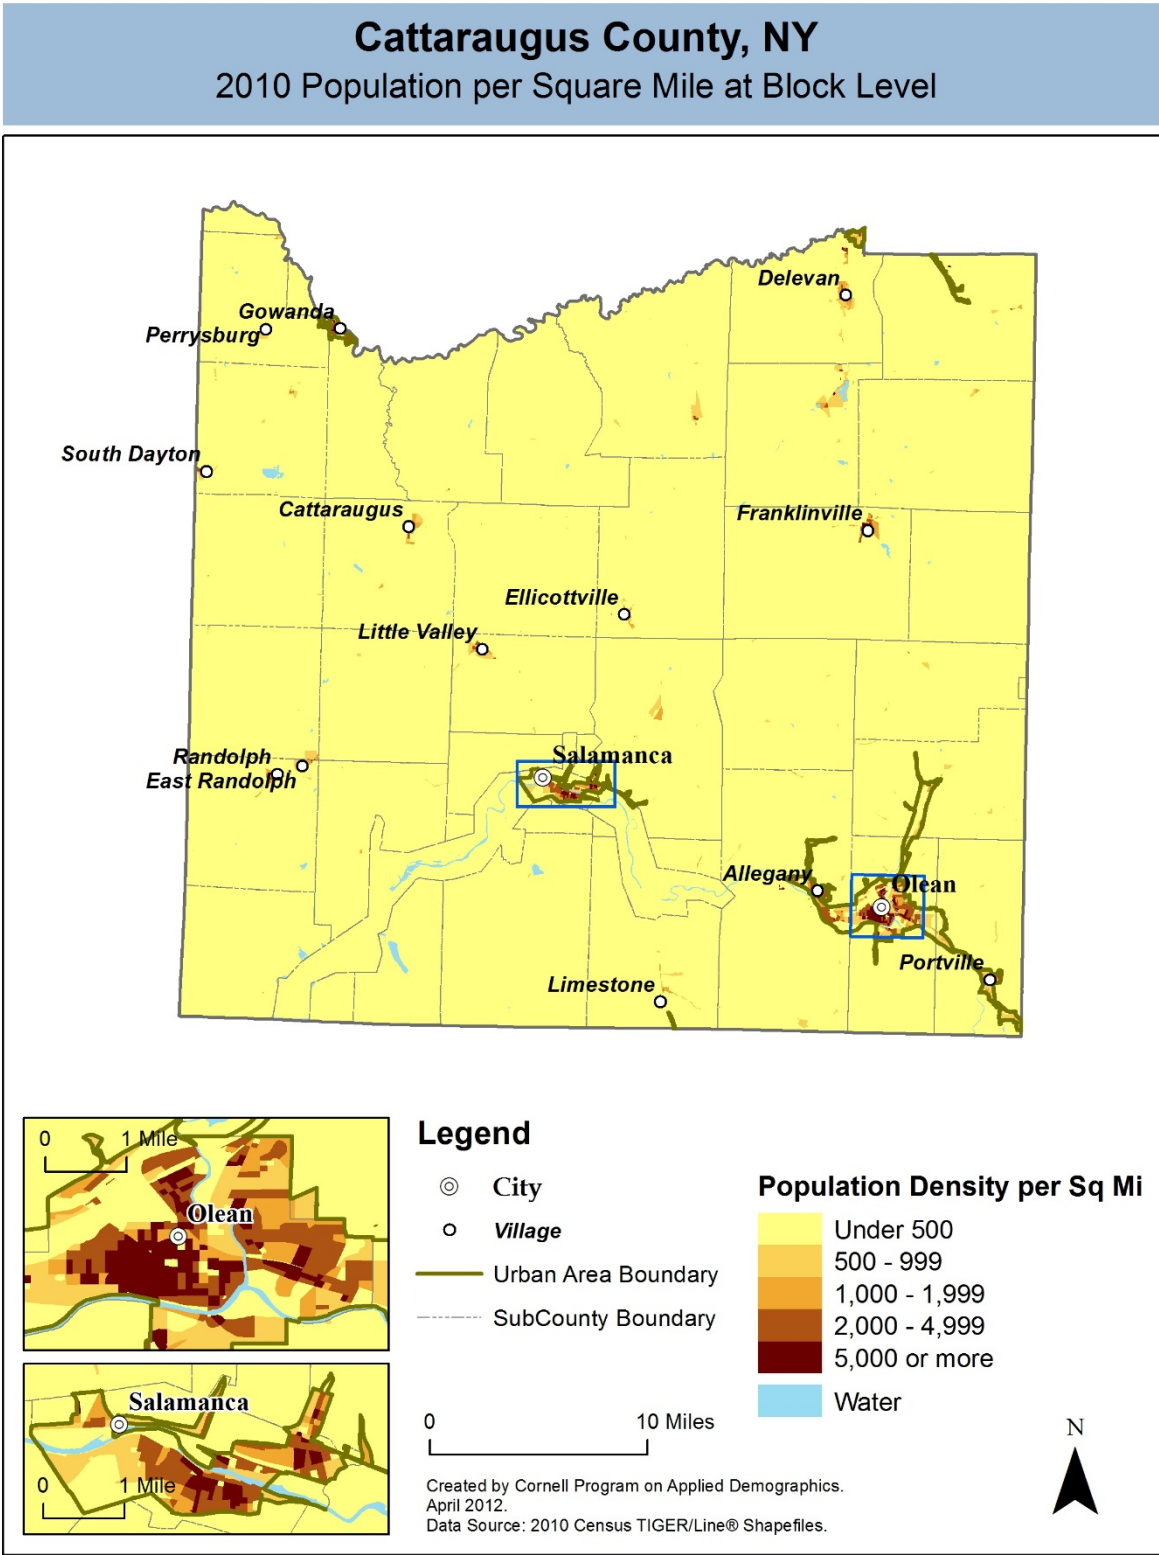 Cattaraugus County, NY
2010 Population per Square Mile at Block Level
Delevan
Gowanda
Perrysburg
South Dayton
Cattaraugus
Franklinville
Ellicottville
Little Valley
Randolph
East Randolph
Salamanca
Allegany
Olean
Portville
Limestone
0 1 Mile
Olean
Salamanca
0 1 Mile
Legend
City
Village
Urban Area Boundary
SubCounty Boundary
Population Density per Sq Mi
Under 500
500 - 999
1,000 - 1,999
2,000 - 4,999
5,000 or more
Water
0 10 Miles
N
Created by Cornell Program on Applied Demographics.
April 2012.
Data Source: 2010 Census TIGER/Line® Shapefiles.